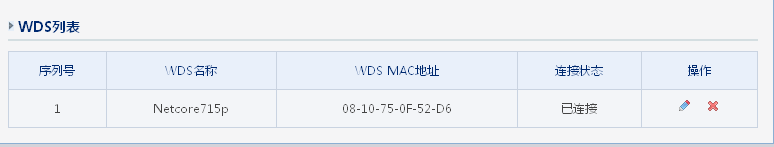 WDS列表
序列号 WDS名称 WDS MAC地址 连接状态 操作
1 Netcore715p 08-10-75-0F-52-D6 已连接